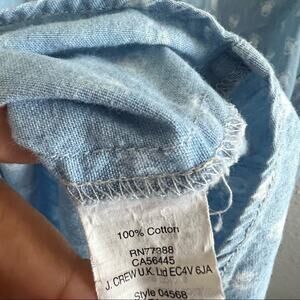 100% Cotton
RN77388
CA56445
J. CREW U.K. Ltd EC4V 6JA
Style 04568